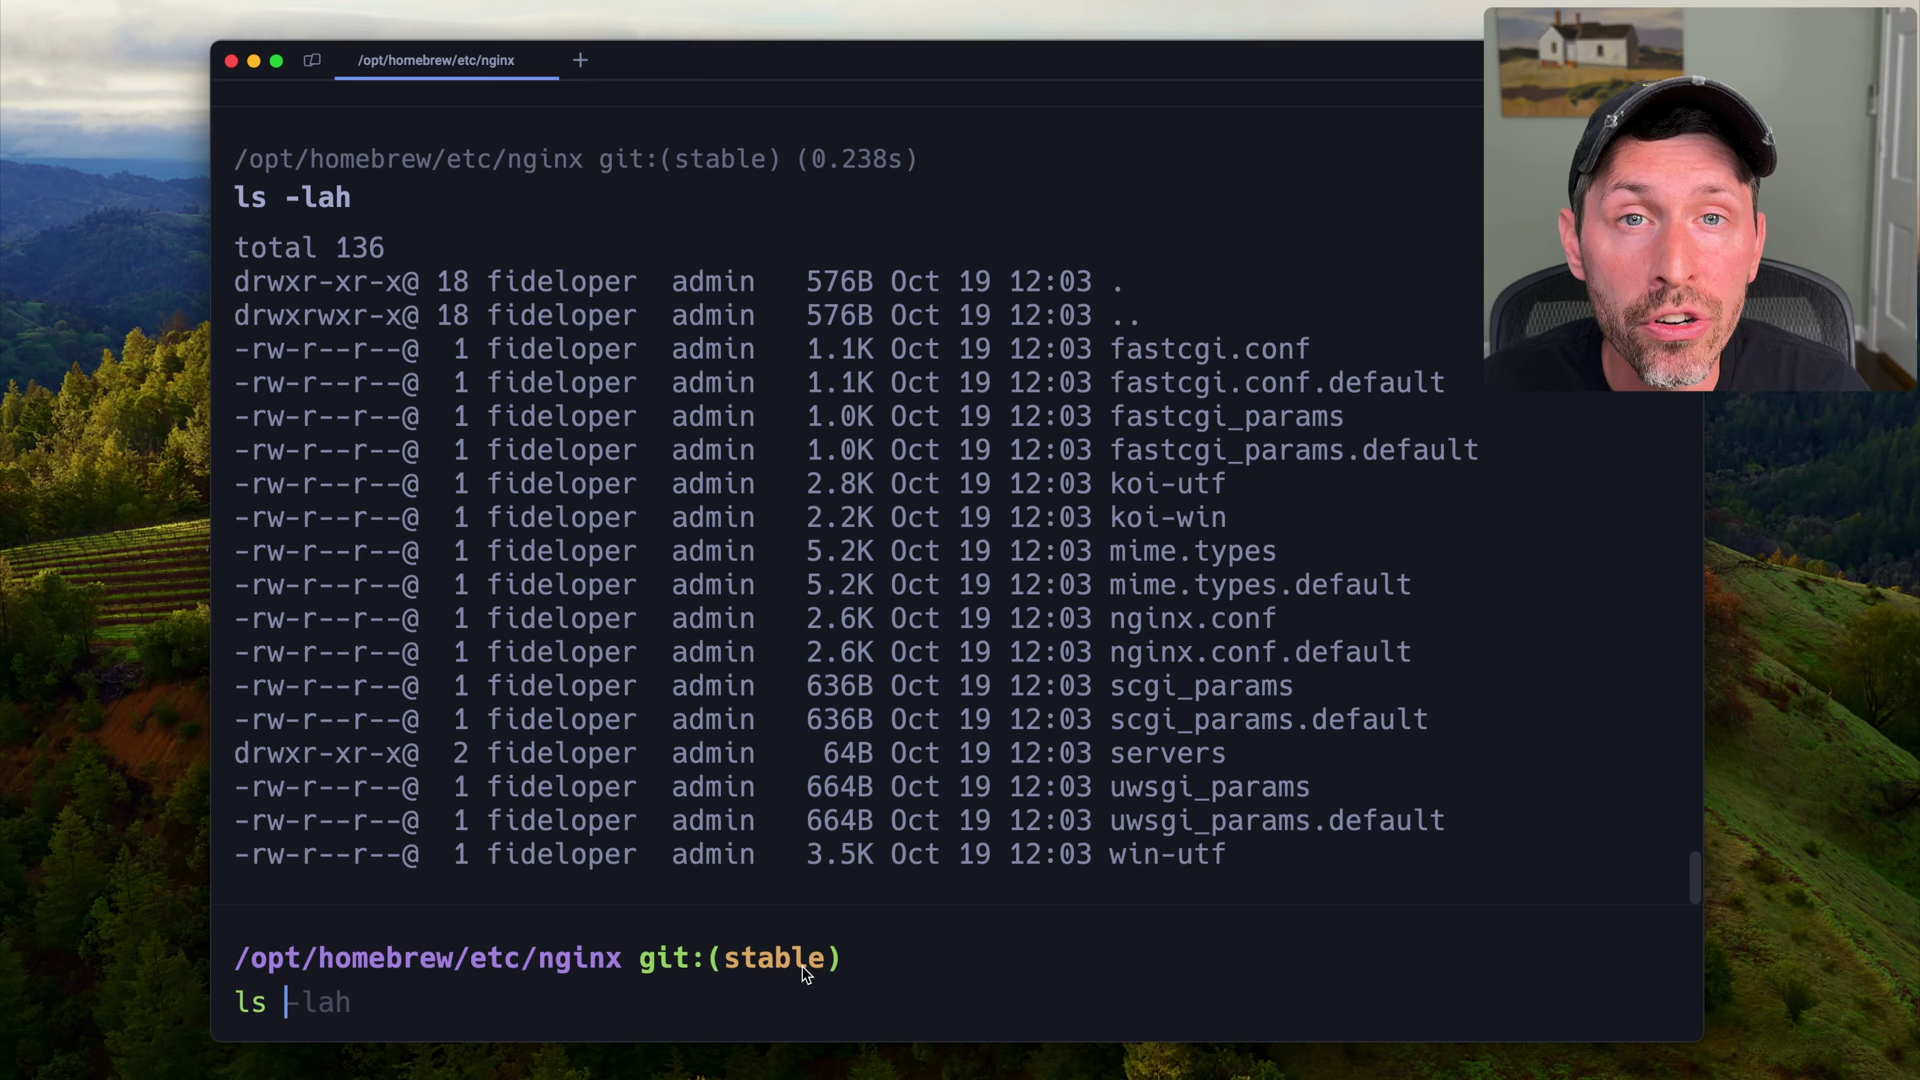 /opt/homebrew/etc/nginx
/opt/homebrew/etc/nginx git:(stable) (0.238s)
ls -lah
total 136
drwxr-xr-x@ 18 fideloper admin 576B Oct 19 12:03 .
drwxrwxr-x@ 18 fideloper admin 576B Oct 19 12:03 ..
-rw-r--r--@ 1 fideloper admin 1.1K Oct 19 12:03 fastcgi.conf
-rw-r--r--@ 1 fideloper admin 1.1K Oct 19 12:03 fastcgi.conf.default
-rw-r--r--@ 1 fideloper admin 1.0K Oct 19 12:03 fastcgi_params
-rw-r--r--@ 1 fideloper admin 1.0K Oct 19 12:03 fastcgi_params.default
-rw-r--r--@ 1 fideloper admin 2.8K Oct 19 12:03 koi-utf
-rw-r--r--@ 1 fideloper admin 2.2K Oct 19 12:03 koi-win
-rw-r--r--@ 1 fideloper admin 5.2K Oct 19 12:03 mime.types
-rw-r--r--@ 1 fideloper admin 5.2K Oct 19 12:03 mime.types.default
-rw-r--r--@ 1 fideloper admin 2.6K Oct 19 12:03 nginx.conf
-rw-r--r--@ 1 fideloper admin 2.6K Oct 19 12:03 nginx.conf.default
-rw-r--r--@ 1 fideloper admin 636B Oct 19 12:03 scgi_params
-rw-r--r--@ 1 fideloper admin 636B Oct 19 12:03 scgi_params.default
drwxr-xr-x@ 2 fideloper admin 64B Oct 19 12:03 servers
-rw-r--r--@ 1 fideloper admin 664B Oct 19 12:03 uwsgi_params
-rw-r--r--@ 1 fideloper admin 664B Oct 19 12:03 uwsgi_params.default
-rw-r--r--@ 1 fideloper admin 3.5K Oct 19 12:03 win-utf
/opt/homebrew/etc/nginx git:(stable)
ls -lah